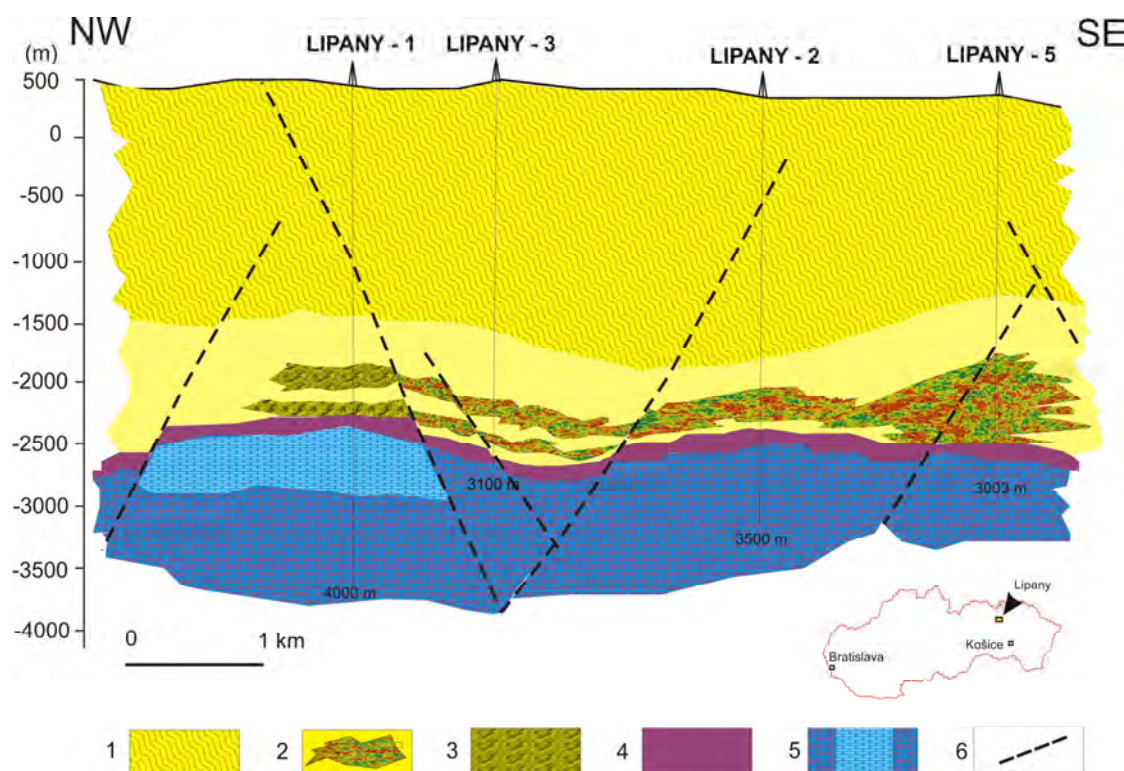 NW
SE
(m)
LIPANY - 1
LIPANY - 3
LIPANY - 2
LIPANY - 5
500
0
-500
-1000
-1500
-2000
-2500
-3000
-3500
-4000
3100 m
3003 m
3500 m
4000 m
0
1 km
Lipany
Košice
Bratislava
1
2
3
4
5
6